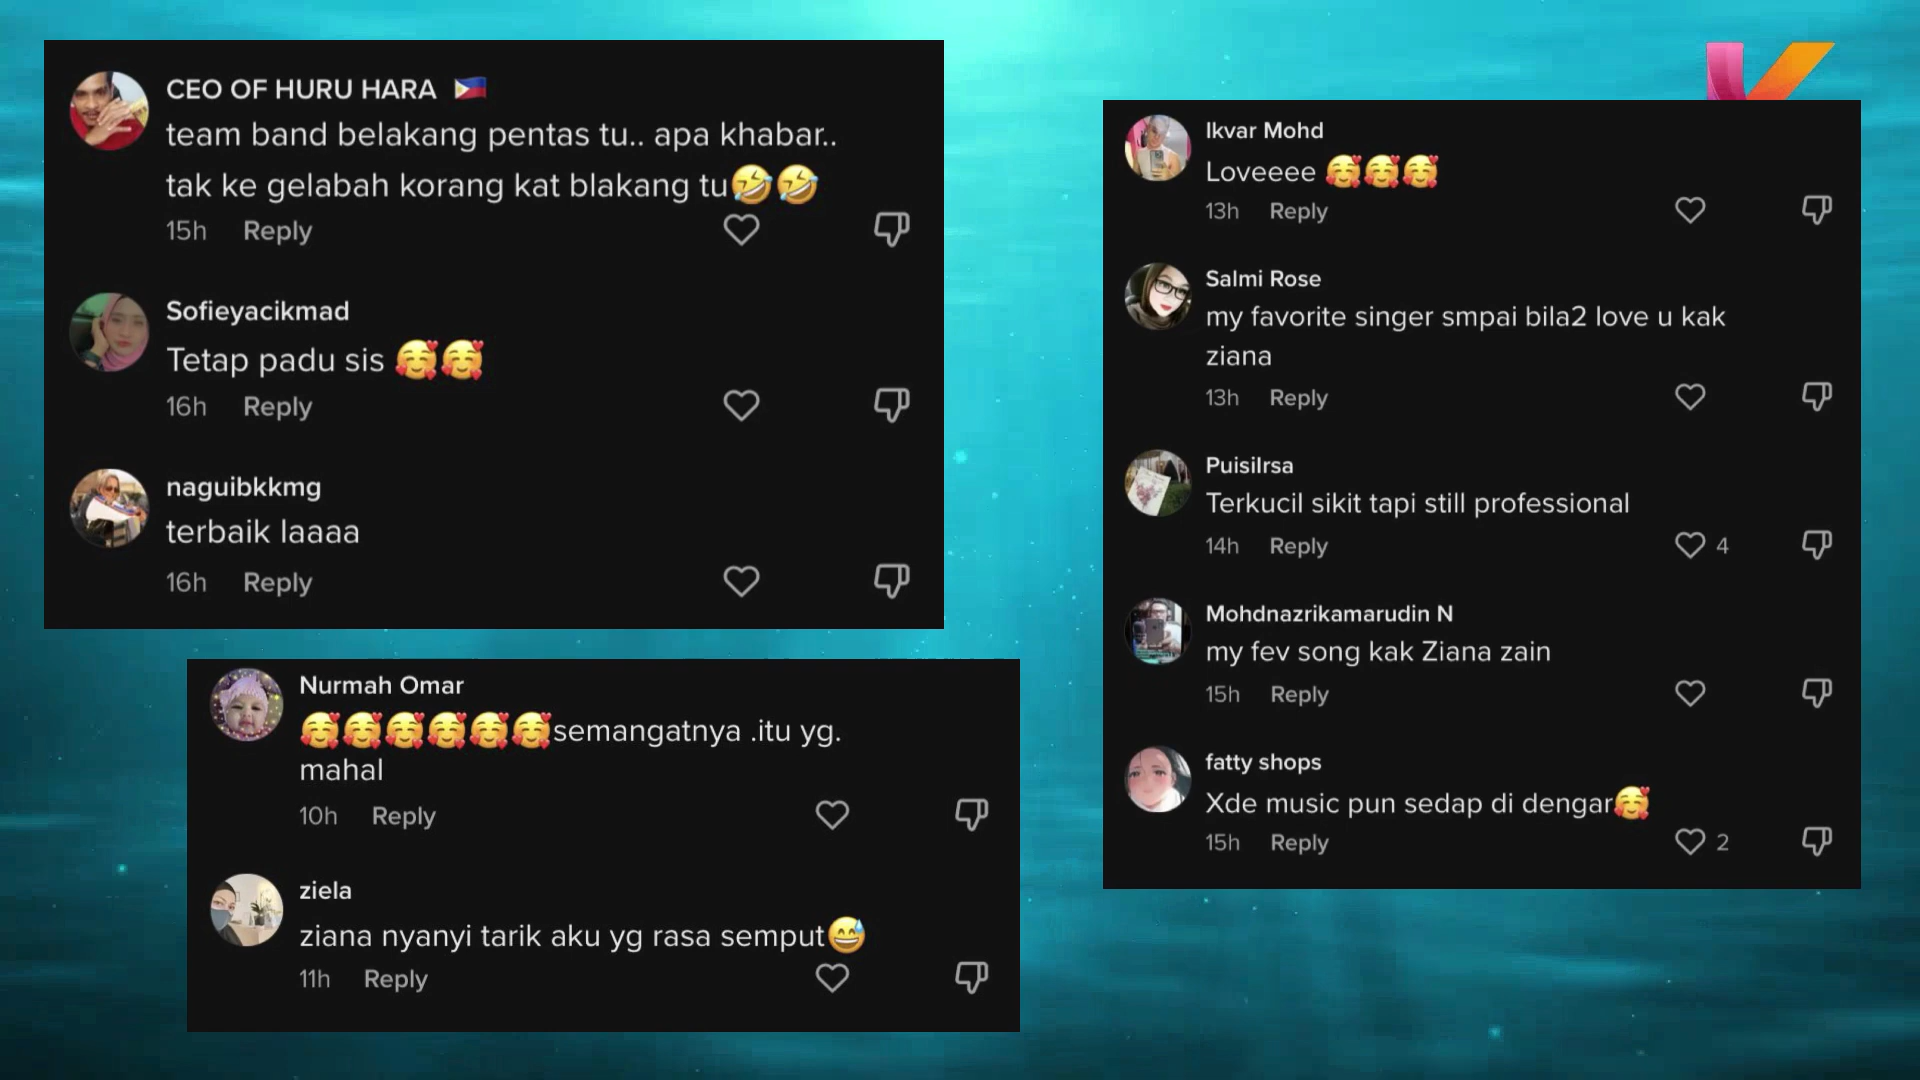 CEO OF HURU HARA 🇵🇭
team band belakang pentas tu.. apa khabar..
tak ke gelabah korang kat blakang tu🤣🤣
15h Reply
Sofieyacikmad
Tetap padu sis 🥰🥰
16h Reply
naguibkkmg
terbaik laaaa
16h Reply
Nurmah Omar
🥰🥰🥰🥰🥰🥰semangatnya .itu yg.
mahal
10h Reply
ziela
ziana nyanyi tarik aku yg rasa semput😅
11h Reply
Ikvar Mohd
Loveeee 🥰🥰🥰
13h Reply
Salmi Rose
my favorite singer smpai bila2 love u kak
ziana
13h Reply
PuisiIrsa
Terkucil sikit tapi still professional
14h Reply 4
Mohdnazrikamarudin N
my fev song kak Ziana zain
15h Reply
fatty shops
Xde music pun sedap di dengar🥰
15h Reply 2